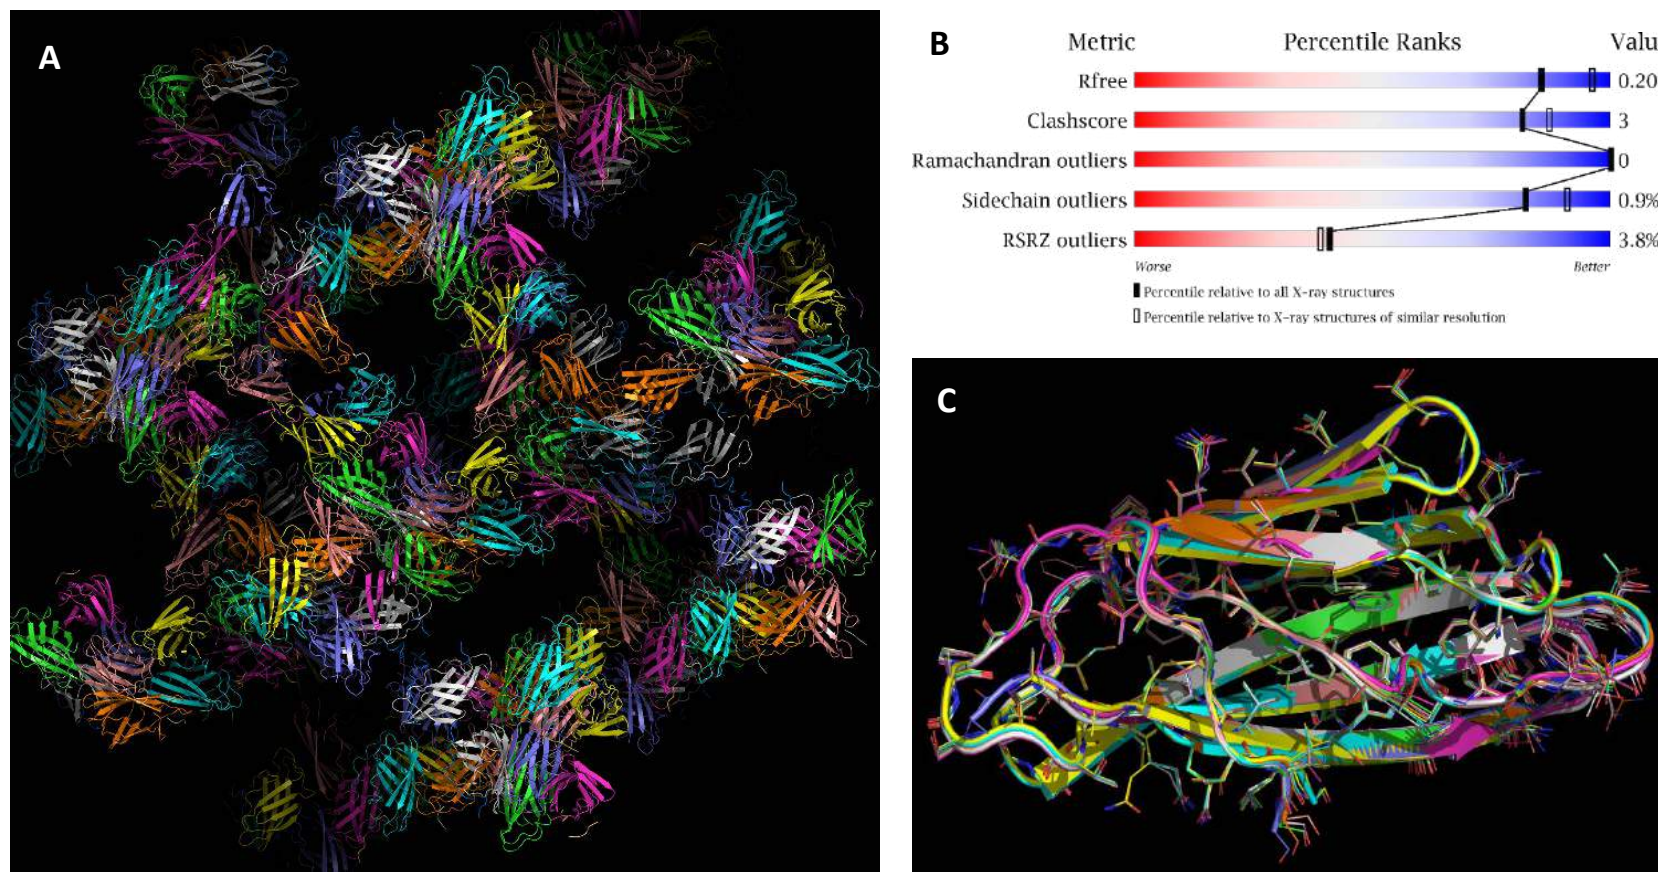 A
B
Metric Percentile Ranks Valu
Rfree 0.20
Clashscore 3
Ramachandran outliers 0
Sidechain outliers 0.9%
RSRZ outliers 3.8%
Worse Better
Percentile relative to all X-ray structures
Percentile relative to X-ray structures of similar resolution
C